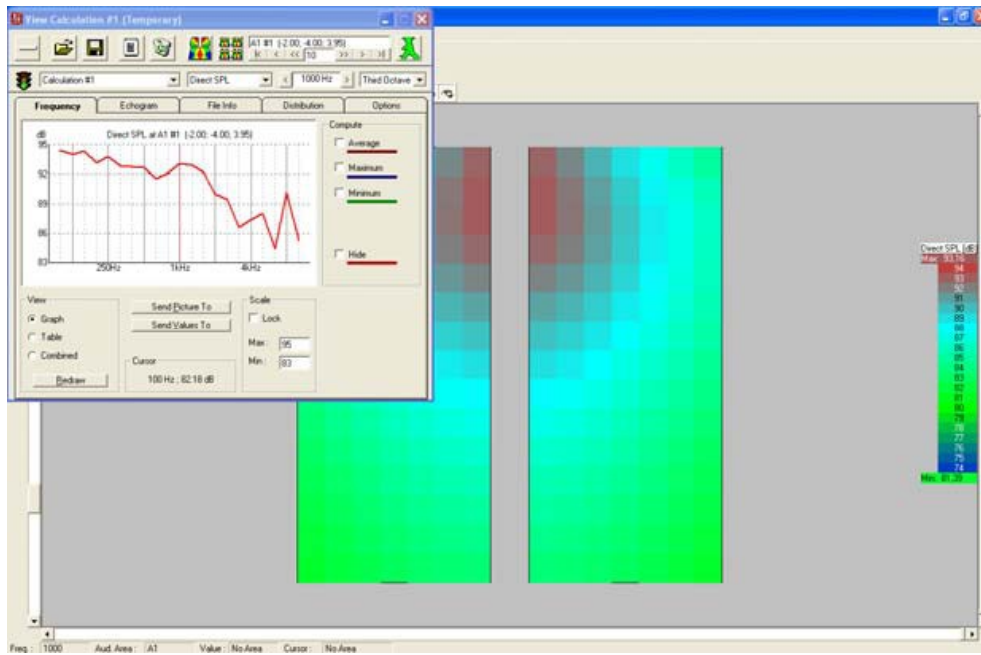 View Calculation #1 (Temporary)
A1 #1 (-2.00; -4.00; 3.95)
10
Calculation #1
Direct SPL
1000 Hz
Third Octave
Frequency
Echogram
File Info
Distribution
Options
dB
Direct SPL at A1 #1 (-2.00; -4.00; 3.95)
95
92
89
86
83
250Hz
1kHz
4kHz
Compute
Average
Maximum
Minimum
Hide
View
Graph
Table
Combined
Redraw
Send Picture To
Send Values To
Cursor
100 Hz ; 82.18 dB
Scale
Lock
Max.: 95
Min.: 83
Direct SPL [dB]
Max: 93,16
94
93
92
91
90
89
88
87
86
85
84
83
82
81
80
79
78
77
76
75
74
Min: 81,39
Freq.: 1000 Aud. Area: A1 Value: No Area Cursor: No Area